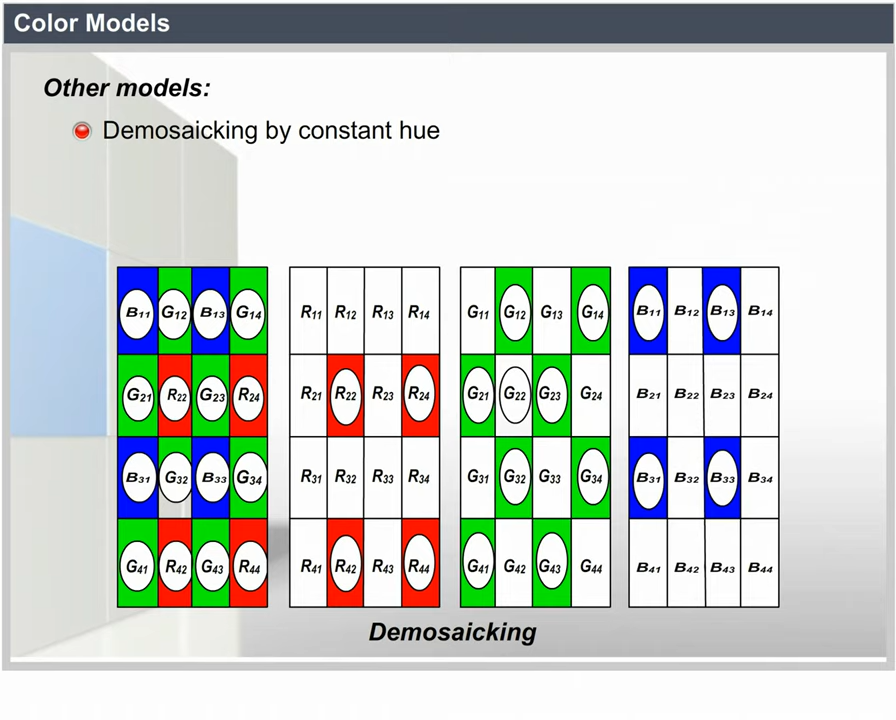 Color Models
Other models:
Demosaicking by constant hue
B11 G12 B13 G14 R11 R12 R13 R14 G11 G12 G13 G14 B11 B12 B13 B14
G21 R22 G23 R24 R21 R22 R23 R24 G21 G22 G23 G24 B21 B22 B23 B24
B31 G32 B33 G34 R31 R32 R33 R34 G31 G32 G33 G34 B31 B32 B33 B34
G41 R42 G43 R44 R41 R42 R43 R44 G41 G42 G43 G44 B41 B42 B43 B44
Demosaicking